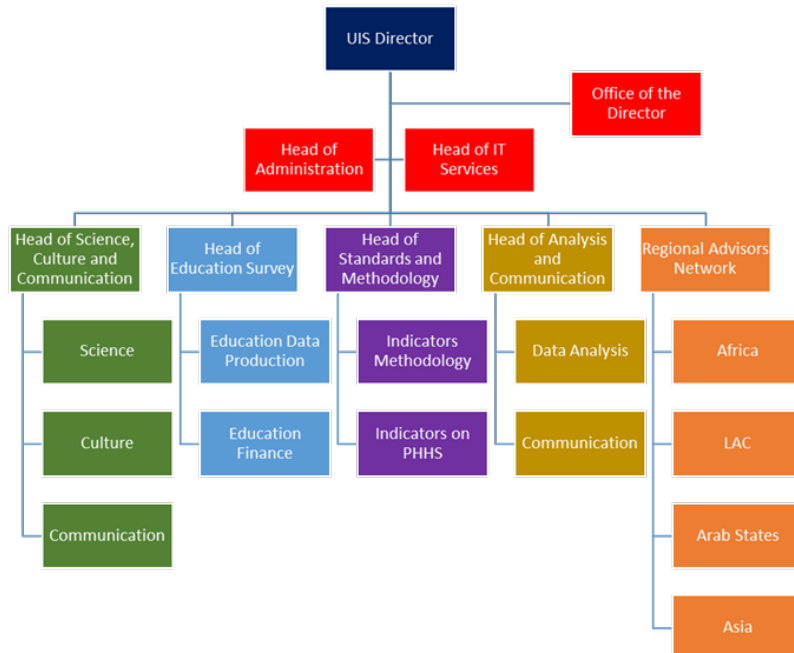 UIS Director
Office of the
Director
Head of
Administration
Head of IT
Services
Head of Science,
Culture and
Communication
Head of
Education Survey
Head of
Standards and
Methodology
Head of Analysis
and
Communication
Regional Advisors
Network
Science
Education Data
Production
Indicators
Methodology
Data Analysis
Africa
Culture
Education
Finance
Indicators on
PHHS
Communication
LAC
Communication
Arab States
Asia